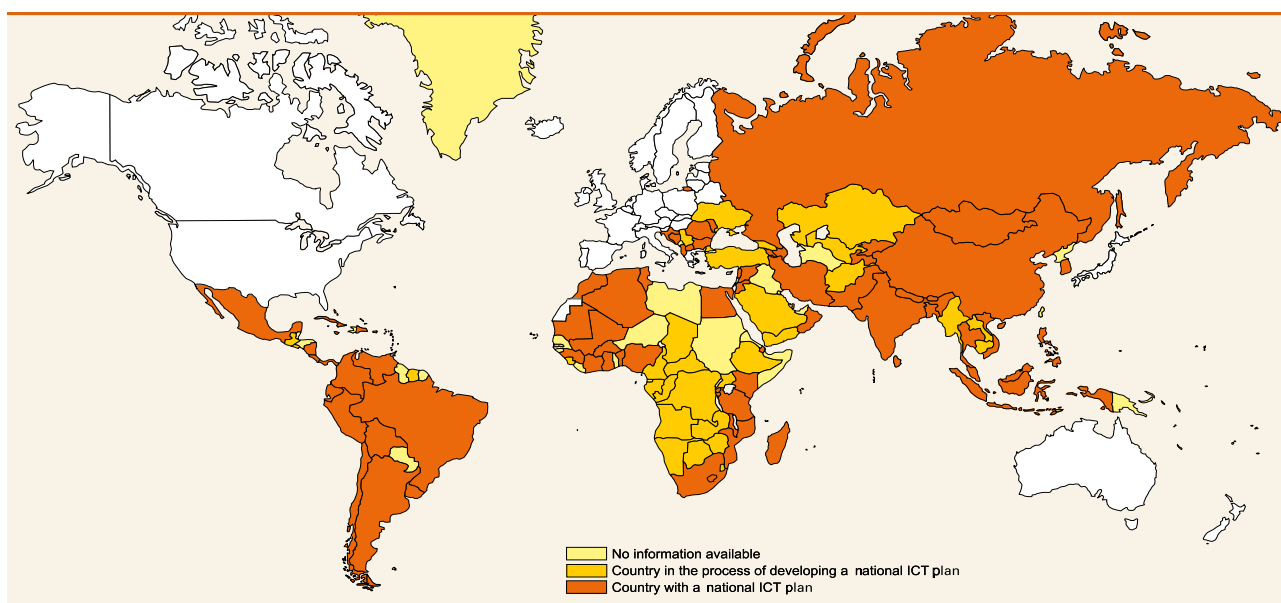 No information available
Country in the process of developing a national ICT plan
Country with a national ICT plan